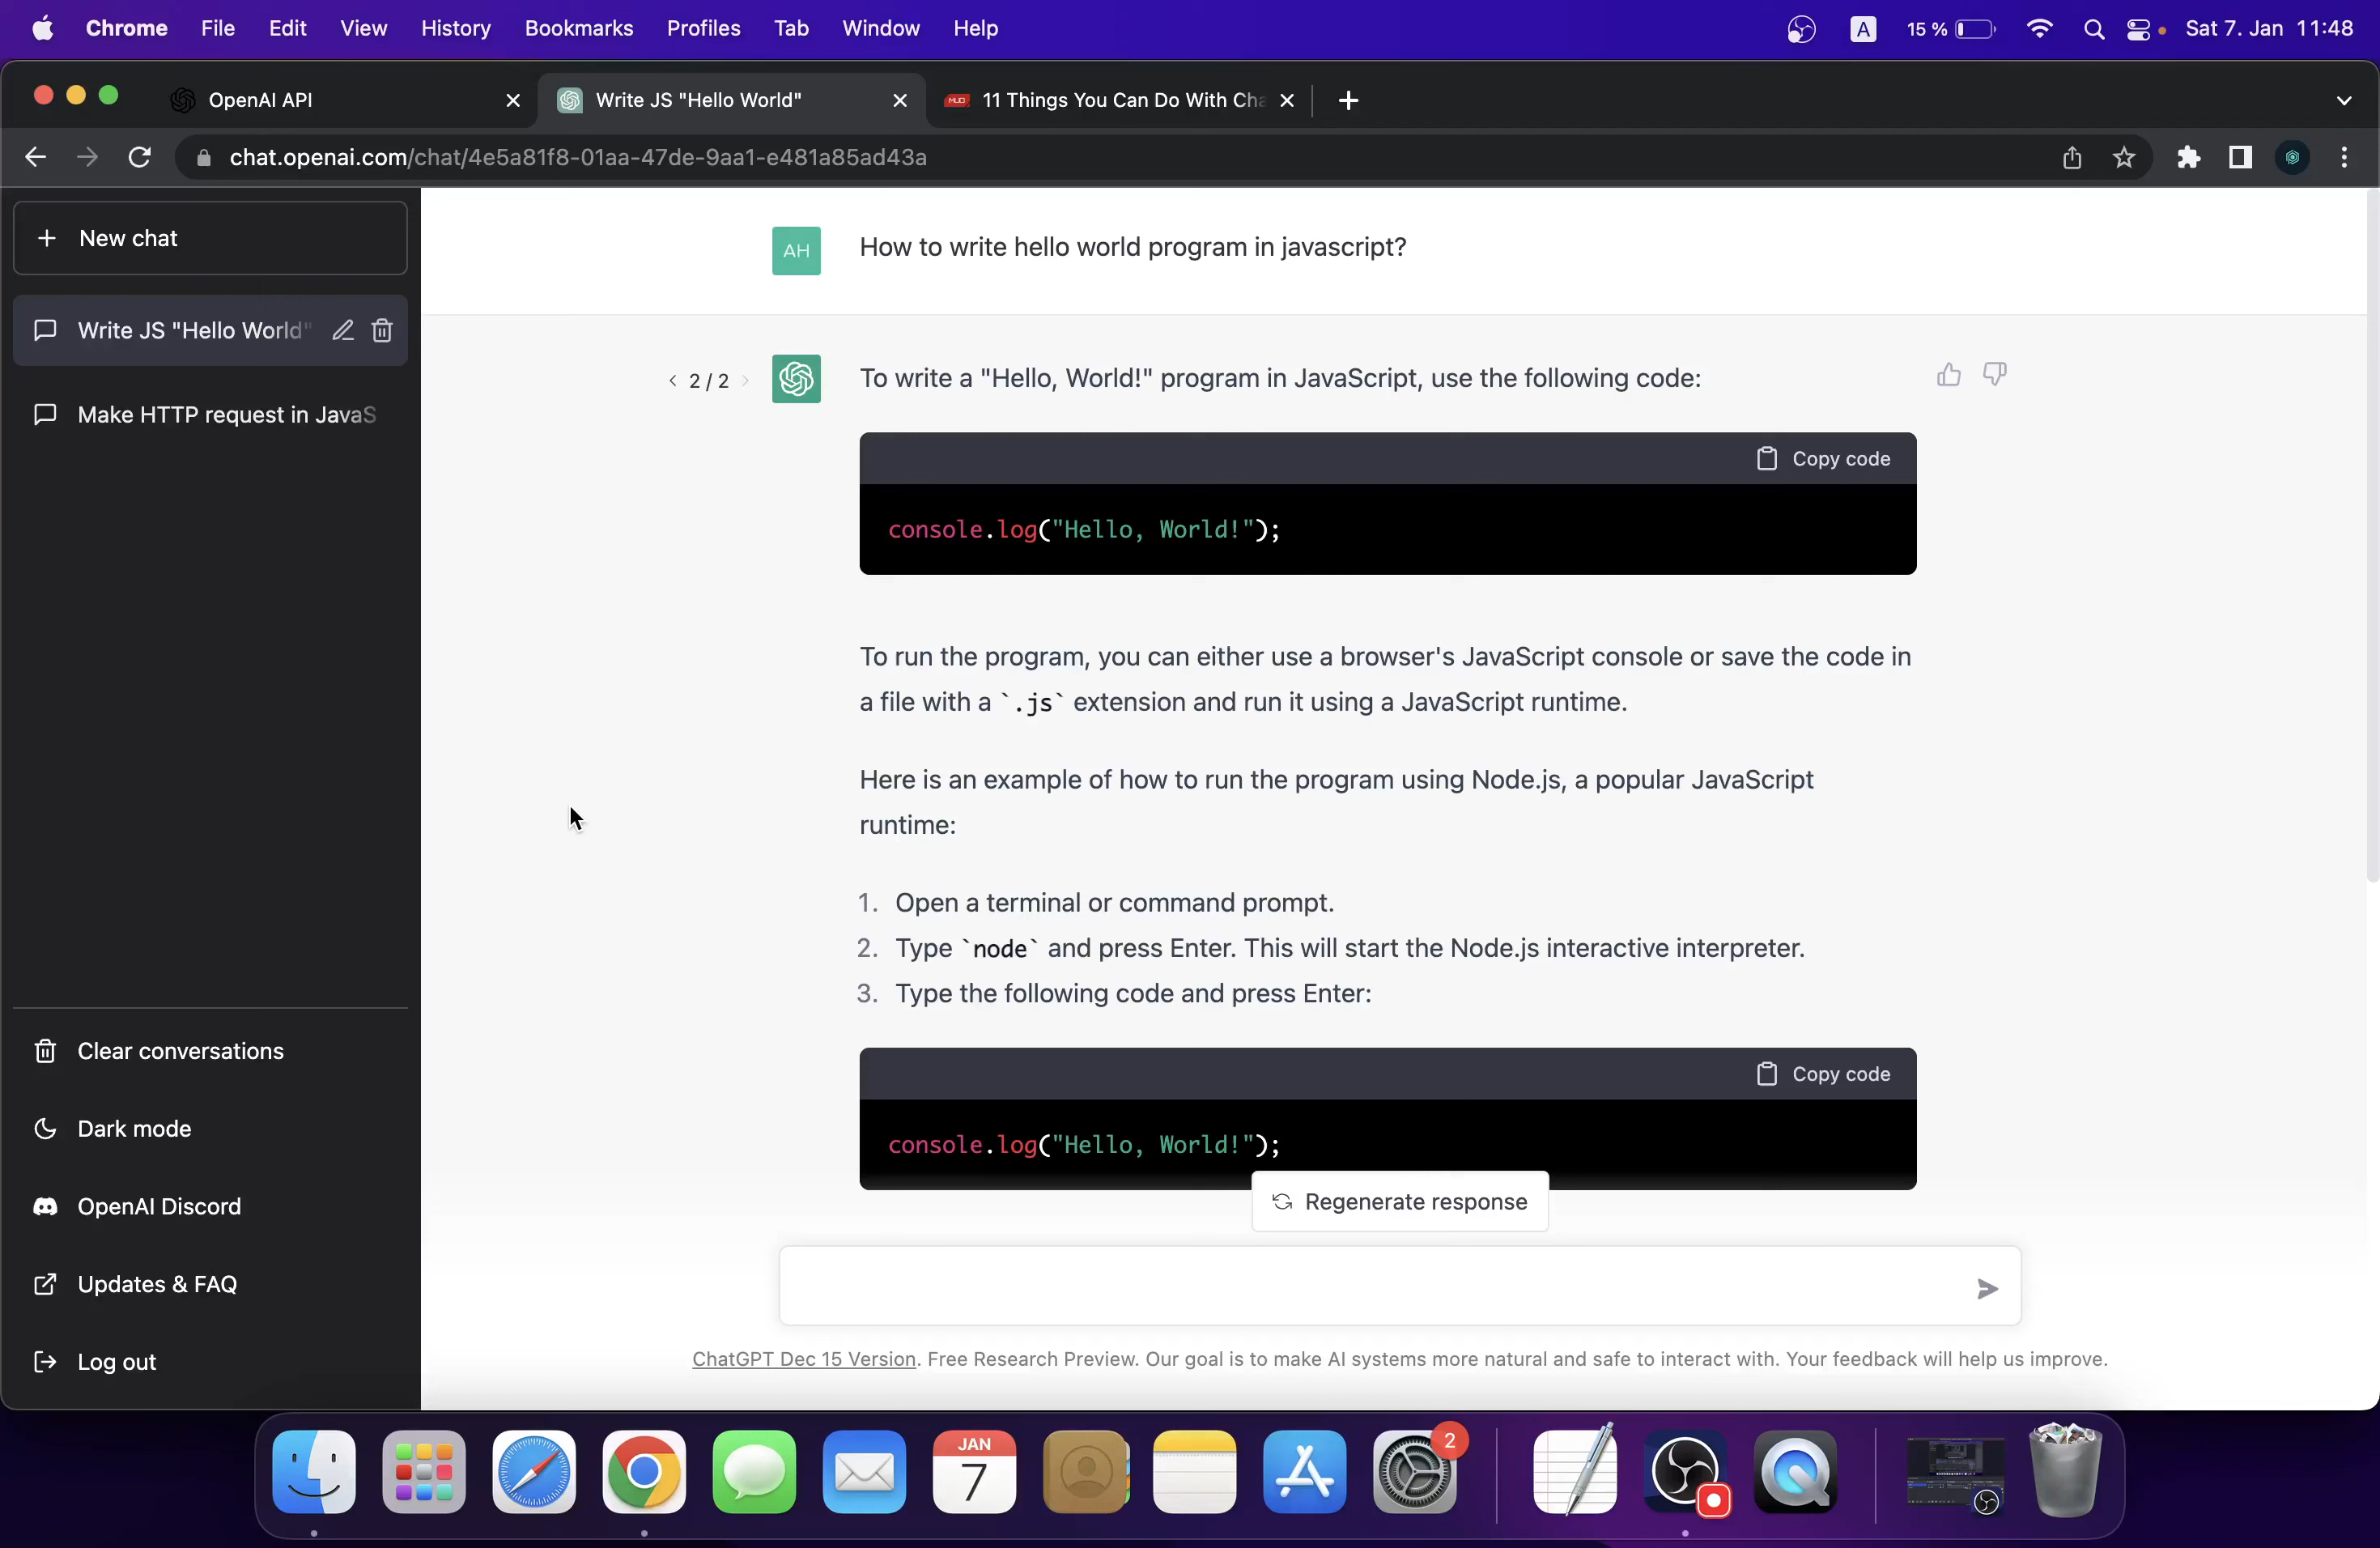 Chrome File Edit View History Bookmarks Profiles Tab Window Help A 15 % Sat 7. Jan 11:48
OpenAI API
Write JS "Hello World"
MUO 11 Things You Can Do With Cha
chat.openai.com/chat/4e5a81f8-01aa-47de-9aa1-e481a85ad43a
New chat
Write JS "Hello World"
Make HTTP request in JavaS
Clear conversations
Dark mode
OpenAI Discord
Updates & FAQ
Log out
AH How to write hello world program in javascript?
< 2 / 2 > To write a "Hello, World!" program in JavaScript, use the following code:
Copy code
console.log("Hello, World!");
To run the program, you can either use a browser's JavaScript console or save the code in
a file with a `.js` extension and run it using a JavaScript runtime.
Here is an example of how to run the program using Node.js, a popular JavaScript
runtime:
1. Open a terminal or command prompt.
2. Type `node` and press Enter. This will start the Node.js interactive interpreter.
3. Type the following code and press Enter:
Copy code
console.log("Hello, World!");
Regenerate response
ChatGPT Dec 15 Version. Free Research Preview. Our goal is to make AI systems more natural and safe to interact with. Your feedback will help us improve.
JAN
7
2